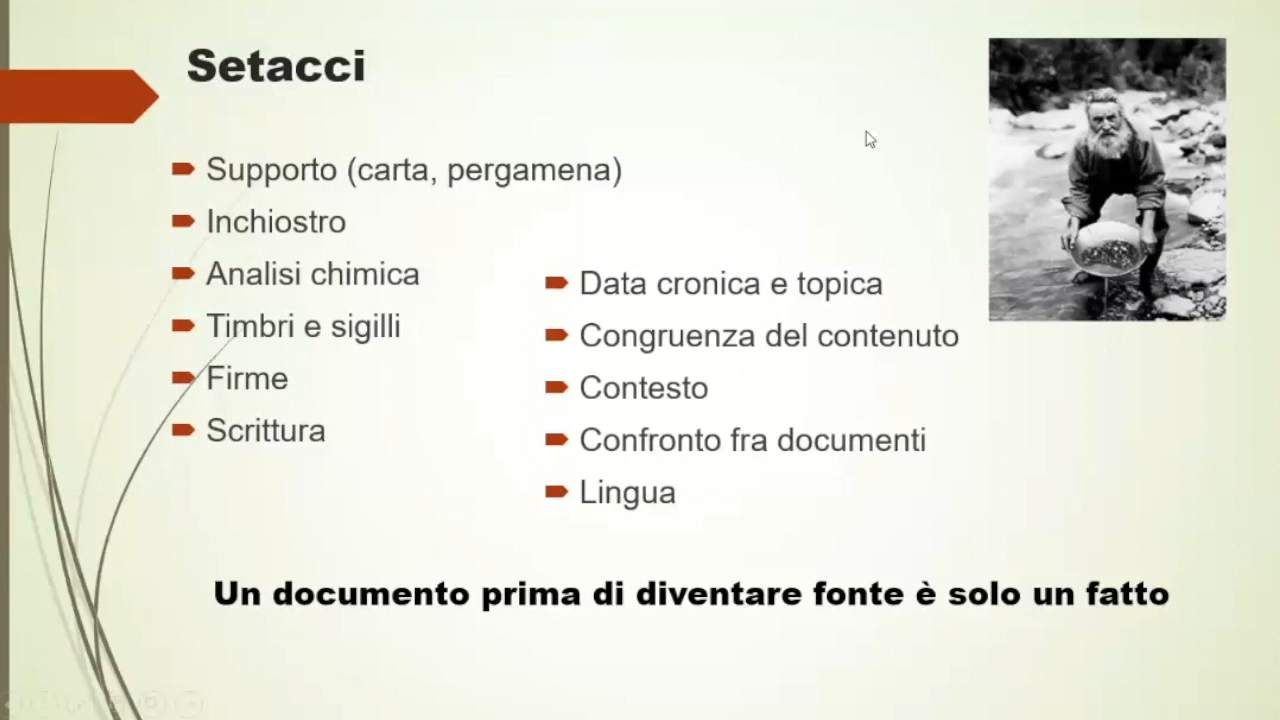 Setacci
Supporto (carta, pergamena)
Inchiostro
Analisi chimica
Timbri e sigilli
Firme
Scrittura
Data cronica e topica
Congruenza del contenuto
Contesto
Confronto fra documenti
Lingua
Un documento prima di diventare fonte è solo un fatto